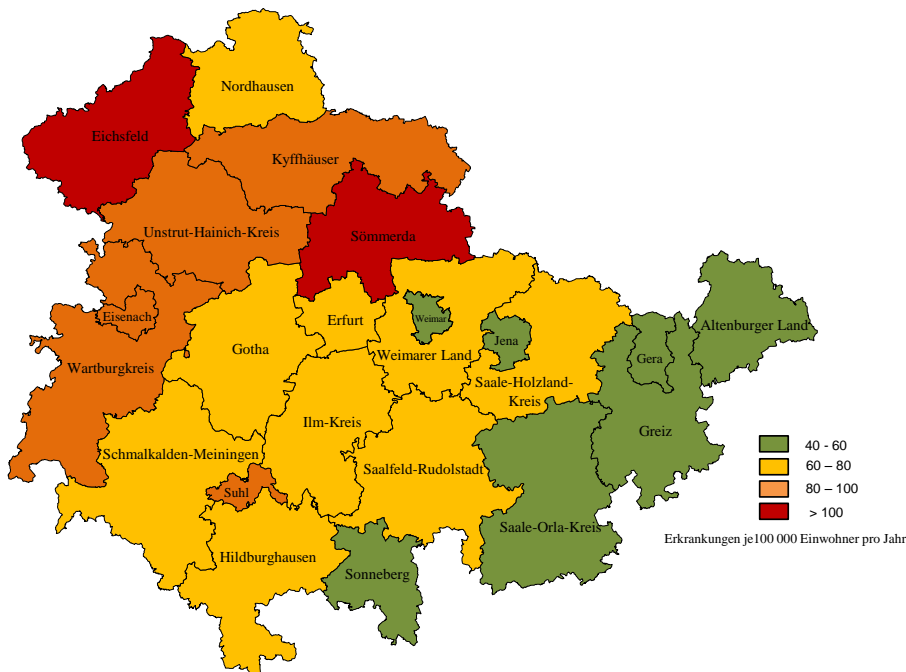 Nordhausen
Eichsfeld
Kyffhäuser
Unstrut-Hainich-Kreis
Sömmerda
Eisenach
Erfurt
Weimar
Altenburger Land
Jena
Gotha
Weimarer Land
Gera
Wartburgkreis
Saale-Holzland-
Kreis
Ilm-Kreis
Greiz
Schmalkalden-Meiningen
Saalfeld-Rudolstadt
Suhl
Saale-Orla-Kreis
Hildburghausen
Sonneberg
40 - 60
60 – 80
80 – 100
> 100
Erkrankungen je100 000 Einwohner pro Jahr